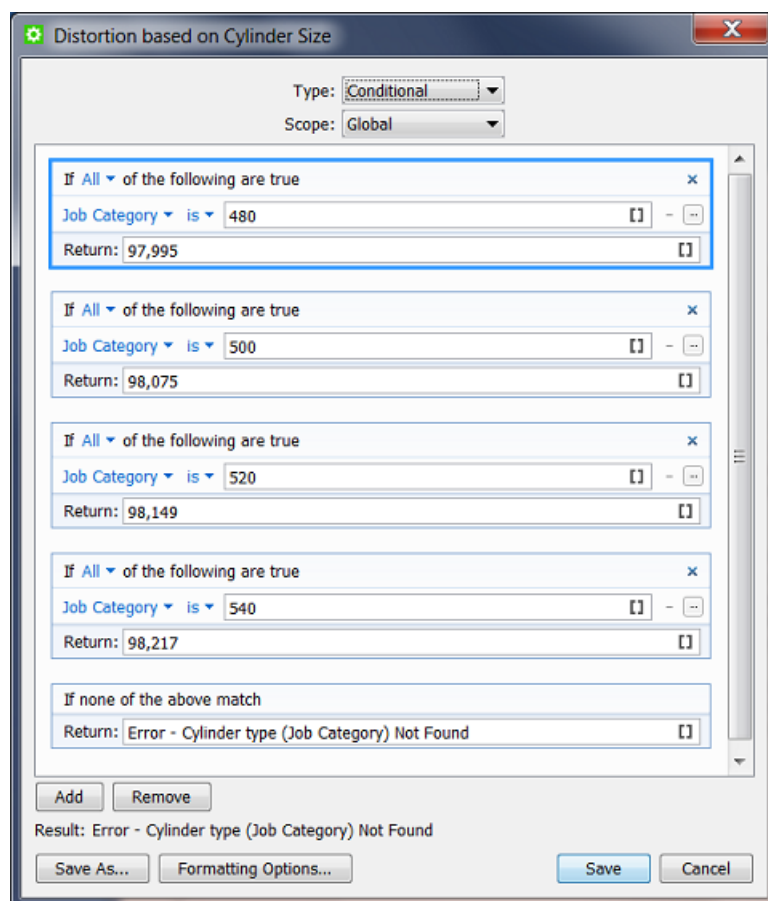 Distortion based on Cylinder Size
Type: Conditional
Scope: Global
If All of the following are true
Job Category is 480
Return: 97,995
If All of the following are true
Job Category is 500
Return: 98,075
If All of the following are true
Job Category is 520
Return: 98,149
If All of the following are true
Job Category is 540
Return: 98,217
If none of the above match
Return: Error - Cylinder type (Job Category) Not Found
Add Remove
Result: Error - Cylinder type (Job Category) Not Found
Save As... Formatting Options... Save Cancel